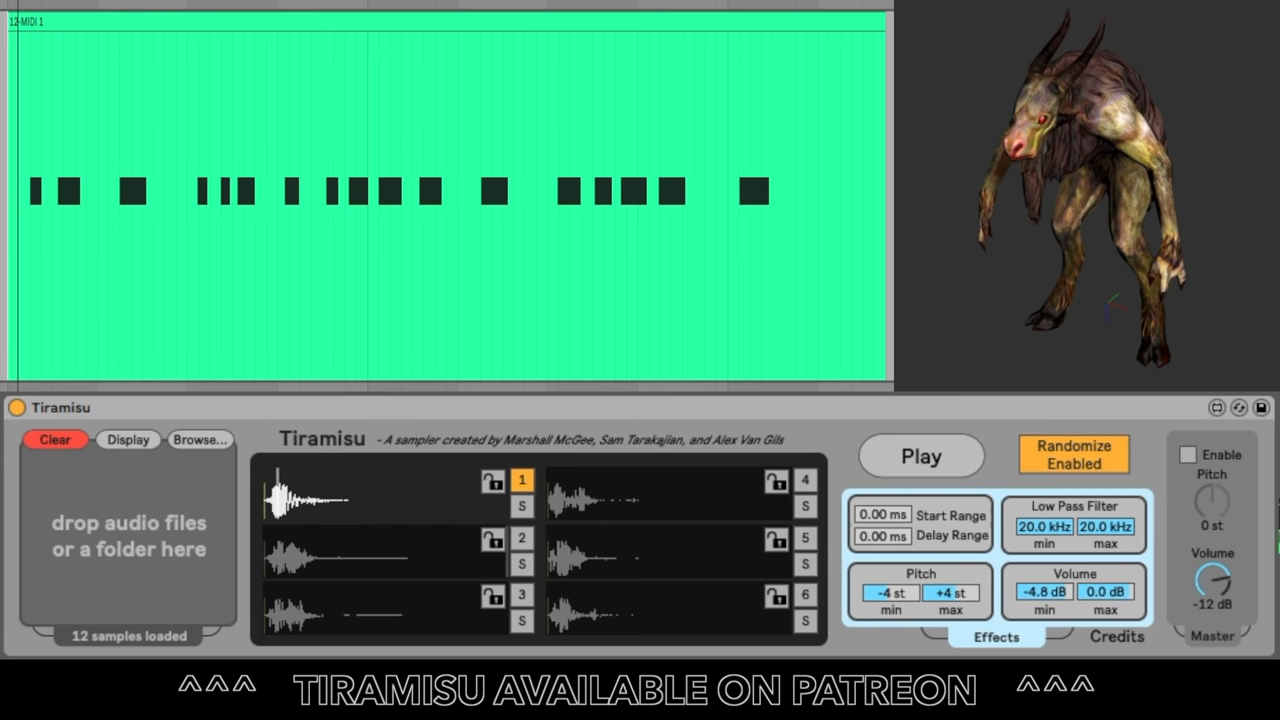 12-MIDI 1
Tiramisu
Clear
Display
Browse...
drop audio files
or a folder here
12 samples loaded
Tiramisu - A sampler created by Marshall McGee, Sam Tarakajian, and Alex Van Gils
1
S
2
S
3
S
4
S
5
S
6
S
Play
Randomize
Enabled
0.00 ms Start Range
0.00 ms Delay Range
Low Pass Filter
20.0 kHz 20.0 kHz
min max
Pitch
-4 st +4 st
min max
Volume
-4.8 dB 0.0 dB
min max
Effects
Credits
Enable
Pitch
0 st
Volume
-12 dB
Master
^^^ TIRAMISU AVAILABLE ON PATREON ^^^